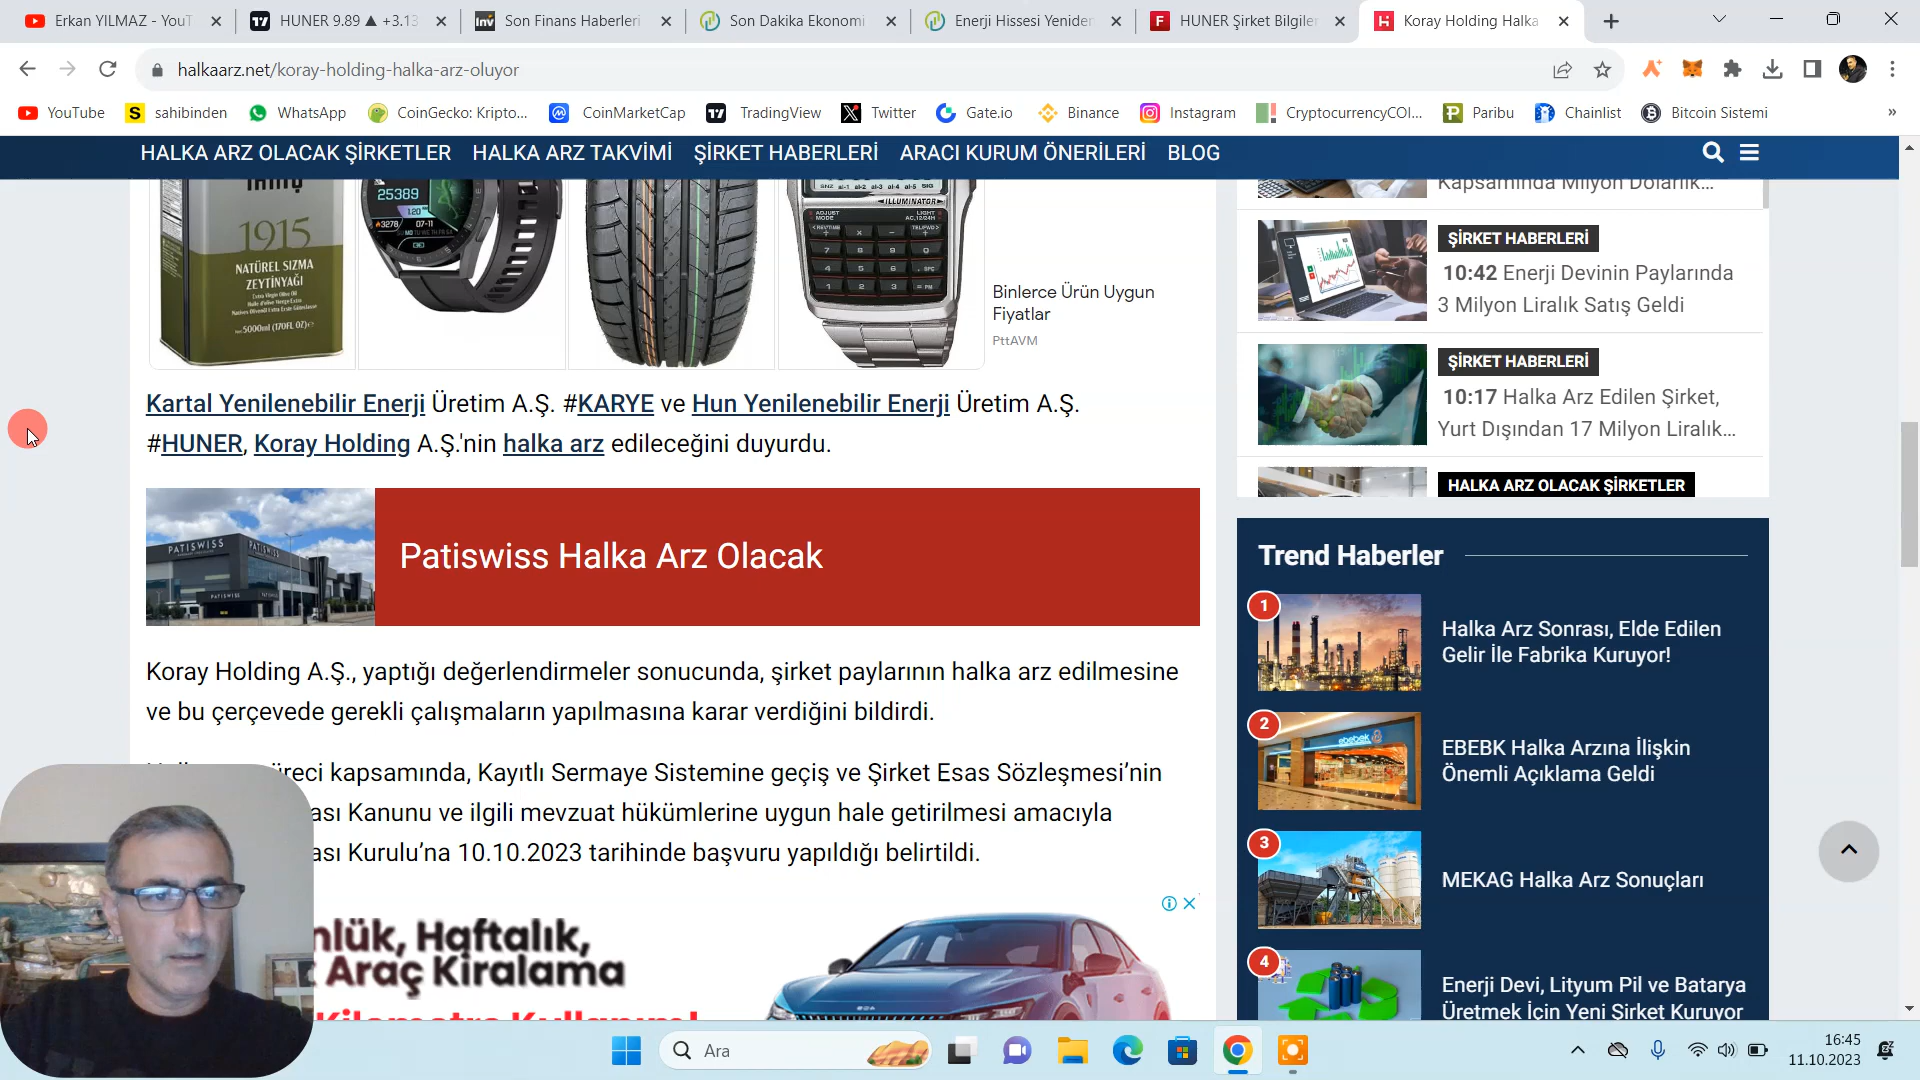 Erkan YILMAZ - YouT
HUNER 9.89 ▲ +3.13
Son Finans Haberleri
Son Dakika Ekonomi
Enerji Hissesi Yeniden
HUNER Şirket Bilgiler
Koray Holding Halka
halkaarz.net/koray-holding-halka-arz-oluyor
YouTube
sahibinden
WhatsApp
CoinGecko: Kripto...
CoinMarketCap
TradingView
Twitter
Gate.io
Binance
Instagram
CryptocurrencyCOI...
Paribu
Chainlist
Bitcoin Sistemi
»
HALKA ARZ OLACAK ŞİRKETLER HALKA ARZ TAKVİMİ ŞİRKET HABERLERİ ARACI KURUM ÖNERİLERİ BLOG
1915
NATÜREL SIZMA
ZEYTİNYAĞI
25389
ILLUMINATOR
Binlerce Ürün Uygun
Fiyatlar
PttAVM
Kartal Yenilenebilir Enerji Üretim A.Ş. #KARYE ve Hun Yenilenebilir Enerji Üretim A.Ş.
#HUNER, Koray Holding A.Ş.'nin halka arz edileceğini duyurdu.
PATISWISS
Patiswiss Halka Arz Olacak
Koray Holding A.Ş., yaptığı değerlendirmeler sonucunda, şirket paylarının halka arz edilmesine
ve bu çerçevede gerekli çalışmaların yapılmasına karar verdiğini bildirdi.
reci kapsamında, Kayıtlı Sermaye Sistemine geçiş ve Şirket Esas Sözleşmesi’nin
ası Kanunu ve ilgili mevzuat hükümlerine uygun hale getirilmesi amacıyla
ası Kurulu’na 10.10.2023 tarihinde başvuru yapıldığı belirtildi.
nlük, Haftalık,
Araç Kiralama
Kapsamında Milyon Dolarlık...
ŞİRKET HABERLERİ
10:42 Enerji Devinin Paylarında
3 Milyon Liralık Satış Geldi
ŞİRKET HABERLERİ
10:17 Halka Arz Edilen Şirket,
Yurt Dışından 17 Milyon Liralık...
HALKA ARZ OLACAK ŞİRKETLER
Trend Haberler
1
Halka Arz Sonrası, Elde Edilen
Gelir İle Fabrika Kuruyor!
2
ebebek
EBEBK Halka Arzına İlişkin
Önemli Açıklama Geldi
3
MEKAG Halka Arz Sonuçları
4
Enerji Devi, Lityum Pil ve Batarya
Üretmek İçin Yeni Şirket Kuruyor
Ara
16:45
11.10.2023